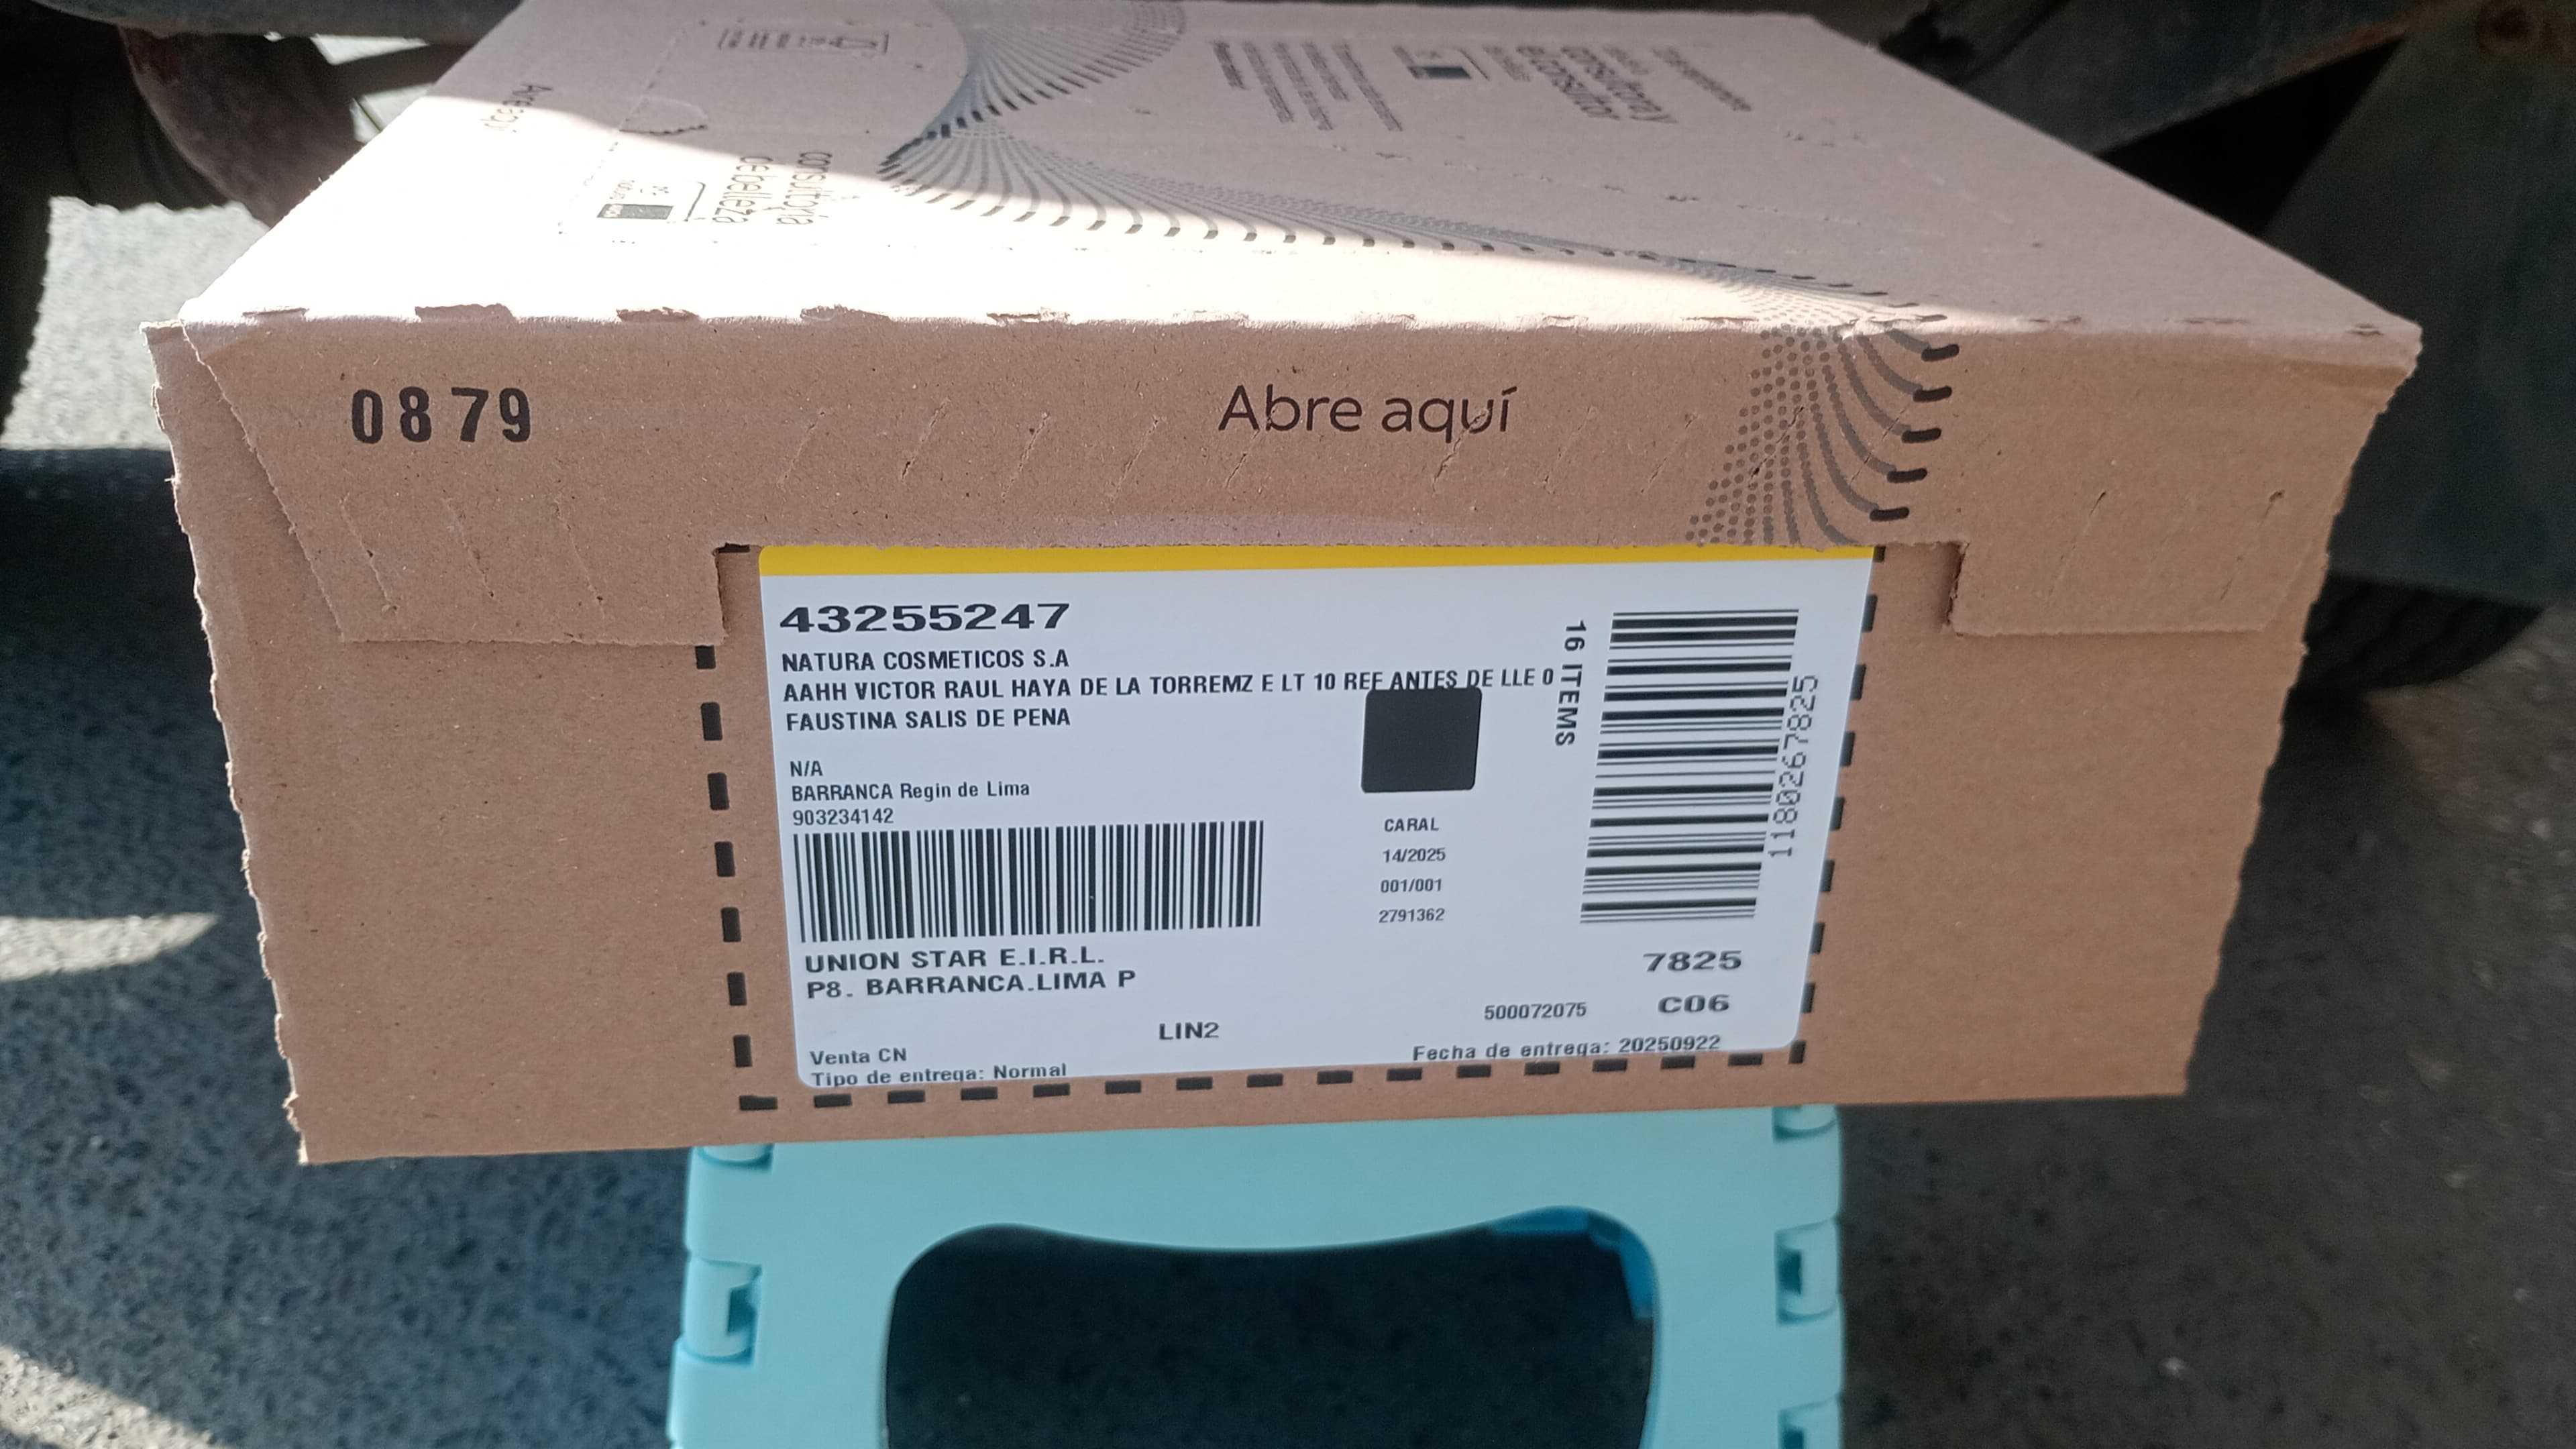 consultoría
de belleza
0879
Abre aquí
43255247
NATURA COSMETICOS S.A
AAHH VICTOR RAUL HAYA DE LA TORREMZ E LT 10 REF ANTES DE LLE 0
FAUSTINA SALIS DE PENA
N/A
BARRANCA Regin de Lima
903234142
UNION STAR E.I.R.L.
P8. BARRANCA.LIMA P
LIN2
Venta CN
Tipo de entrega: Normal
CARAL
14/2025
001/001
2791362
16 ITEMS
1180267825
7825
C06
500072075
Fecha de entrega: 20250922